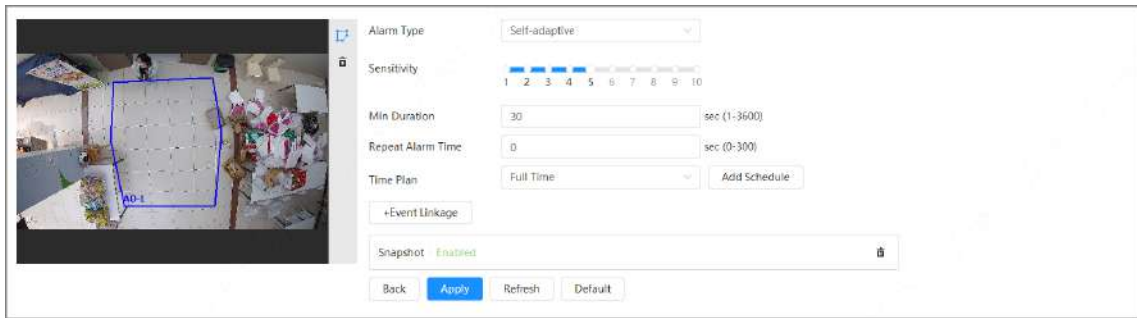 Alarm Type Self-adaptive
Sensitivity
1 2 3 4 5 6 7 8 9 10
Min Duration 30 sec (1-3600)
Repeat Alarm Time 0 sec (0-300)
Time Plan Full Time Add Schedule
AO-1
+Event Linkage
Snapshot Enabled
Back Apply Refresh Default